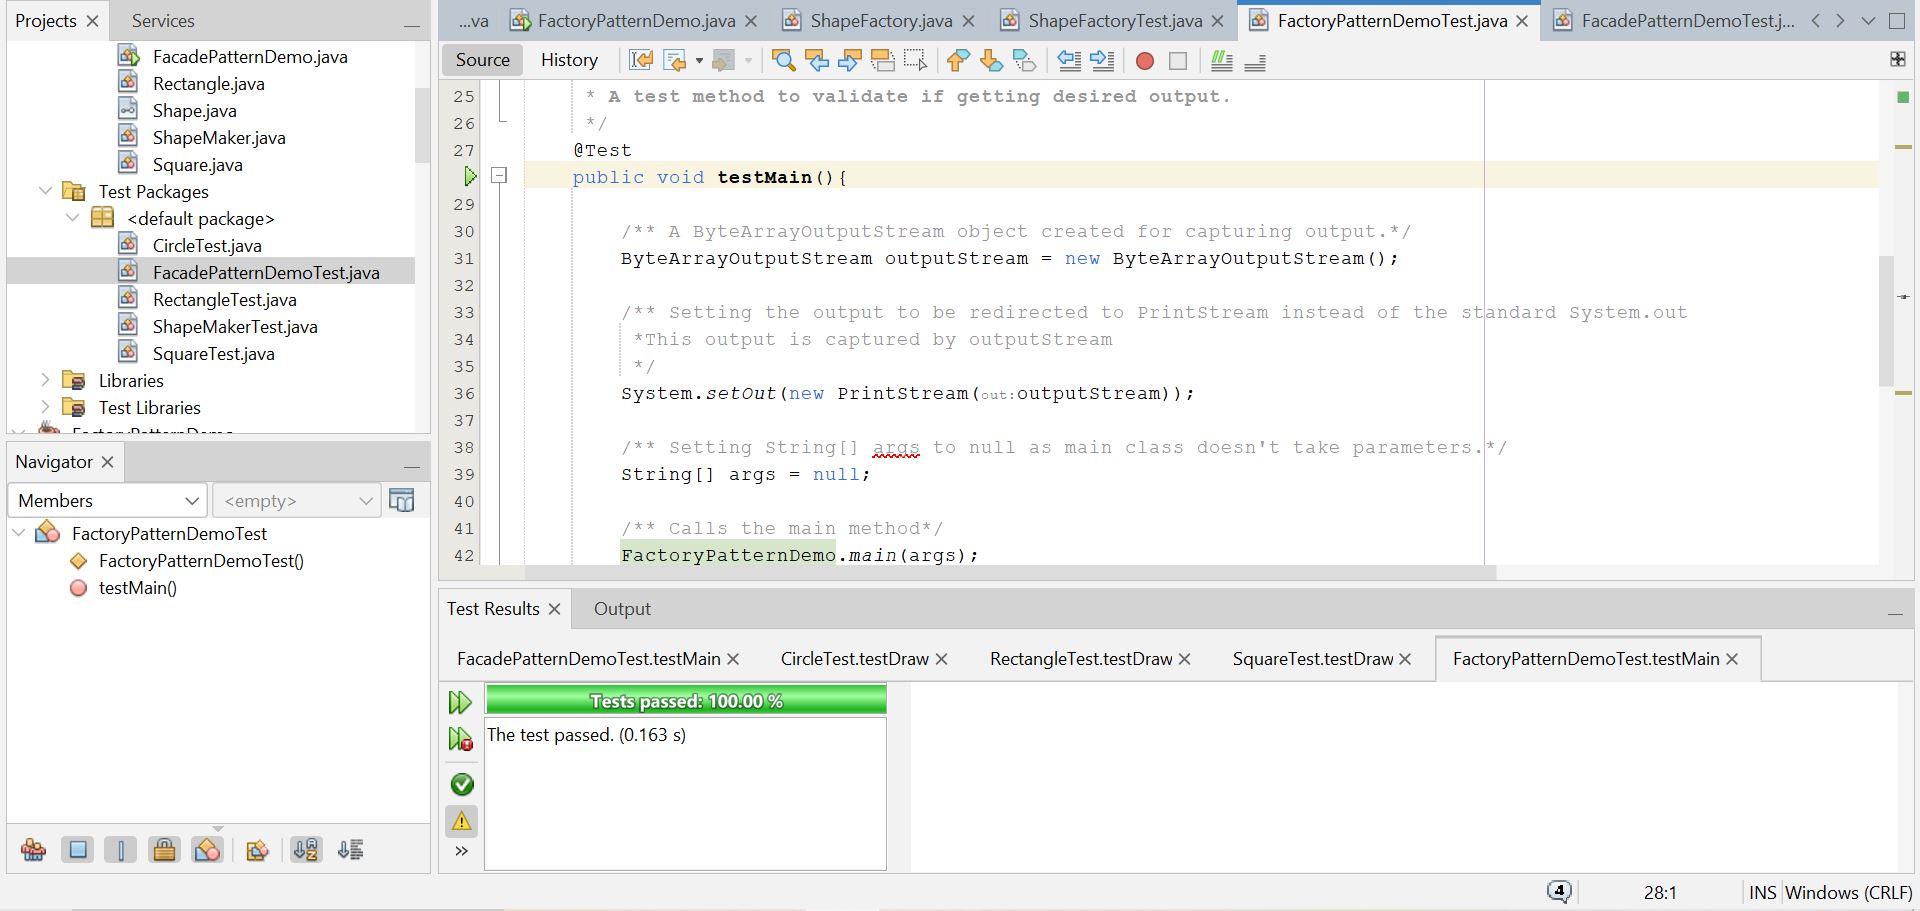 Projects
Services
FacadePatternDemo.java
Rectangle.java
Shape.java
ShapeMaker.java
Square.java
Test Packages
<default package>
CircleTest.java
FacadePatternDemoTest.java
RectangleTest.java
ShapeMakerTest.java
SquareTest.java
Libraries
Test Libraries
Navigator
Members
<empty>
FactoryPatternDemoTest
FactoryPatternDemoTest()
testMain()
...va
FactoryPatternDemo.java
ShapeFactory.java
ShapeFactoryTest.java
FactoryPatternDemoTest.java
FacadePatternDemoTest.j...
Source
History
25 * A test method to validate if getting desired output.
26 */
27 @Test
public void testMain(){
29
30 /** A ByteArrayOutputStream object created for capturing output.*/
31 ByteArrayOutputStream outputStream = new ByteArrayOutputStream();
32
33 /** Setting the output to be redirected to PrintStream instead of the standard System.out
34 *This output is captured by outputStream
35 */
36 System.setOut(new PrintStream(out:outputStream));
37
38 /** Setting String[] args to null as main class doesn't take parameters.*/
39 String[] args = null;
40
41 /** Calls the main method*/
42 FactoryPatternDemo.main(args);
Test Results
Output
FacadePatternDemoTest.testMain
CircleTest.testDraw
RectangleTest.testDraw
SquareTest.testDraw
FactoryPatternDemoTest.testMain
Tests passed: 100.00 %
The test passed. (0.163 s)
4
28:1
INS
Windows (CRLF)